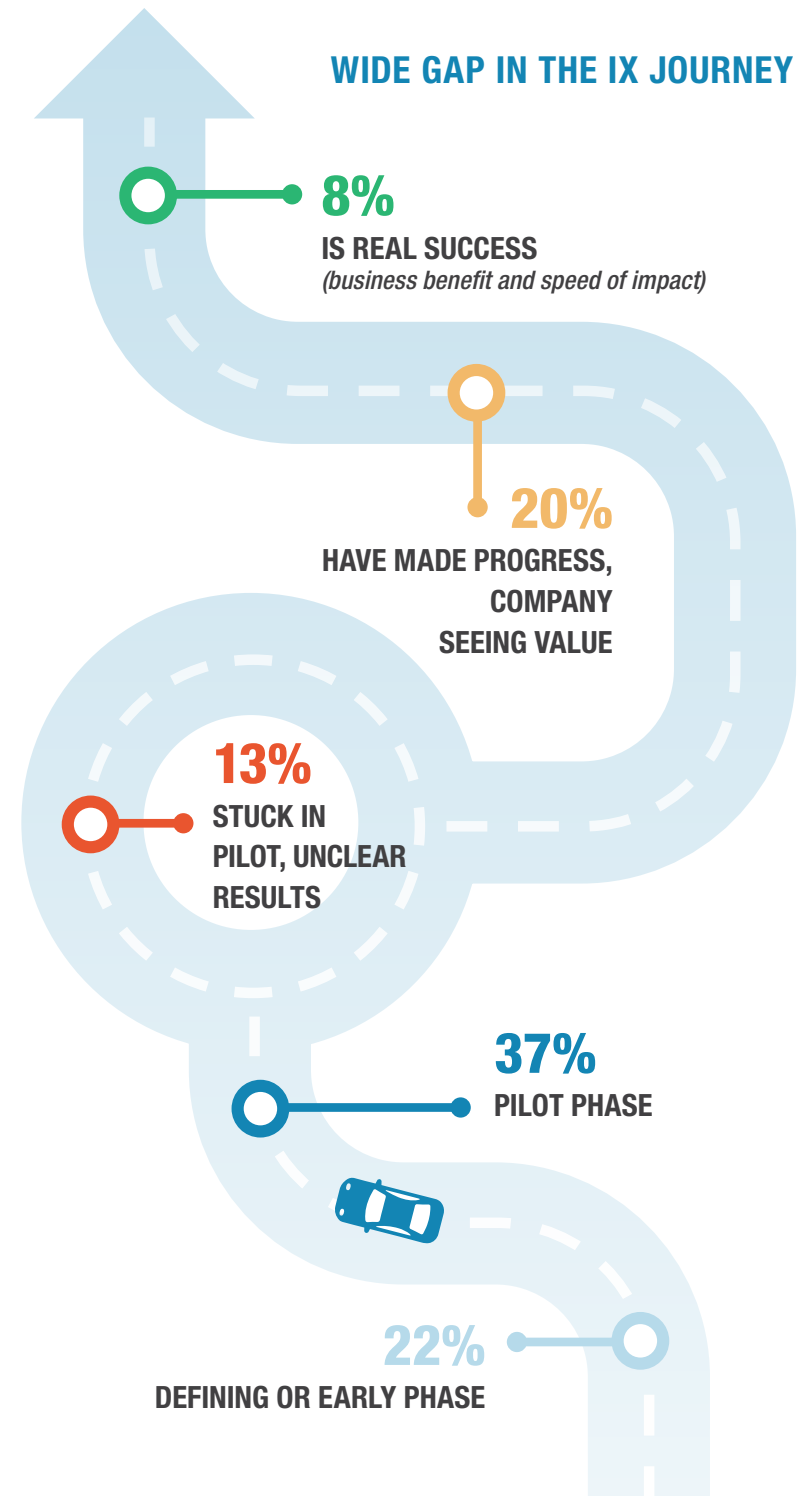 WIDE GAP IN THE IX JOURNEY
8%
IS REAL SUCCESS
(business benefit and speed of impact)
20%
HAVE MADE PROGRESS,
COMPANY
SEEING VALUE
13%
STUCK IN
PILOT, UNCLEAR
RESULTS
37%
PILOT PHASE
22%
DEFINING OR EARLY PHASE